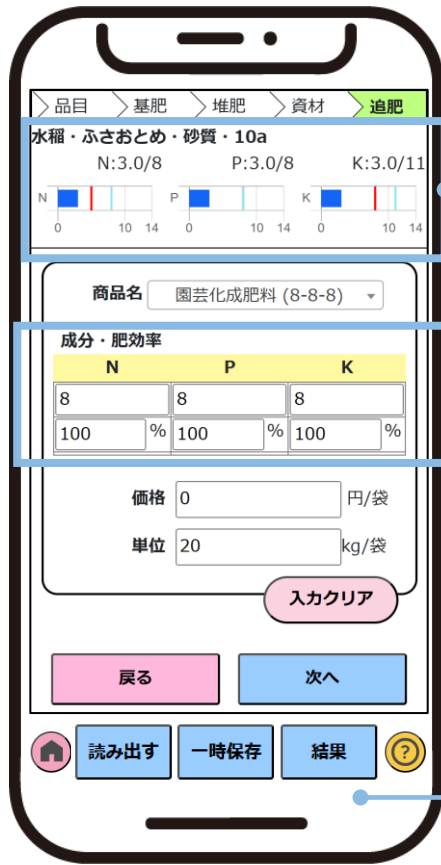 品目 基肥 堆肥 資材 追肥
水稲・ふさおとめ・砂質・10a
N:3.0/8 P:3.0/8 K:3.0/11
N P K
0 10 14 0 10 14 0 10 14
商品名 園芸化成肥料 (8-8-8)
成分・肥効率
N P K
8 8 8
100 % 100 % 100 %
価格 0 円/袋
単位 20 kg/袋
入力クリア
戻る 次へ
読み出す 一時保存 結果 ?